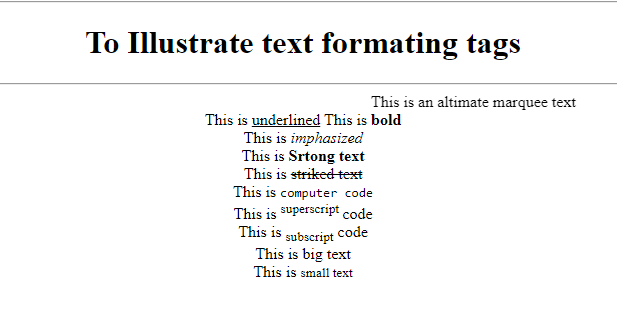 To Illustrate text formating tags
This is an altimate marquee text
This is underlined This is bold
This is imphasized
This is Srtong text
This is striked text
This is computer code
This is superscript code
This is subscript code
This is big text
This is small text